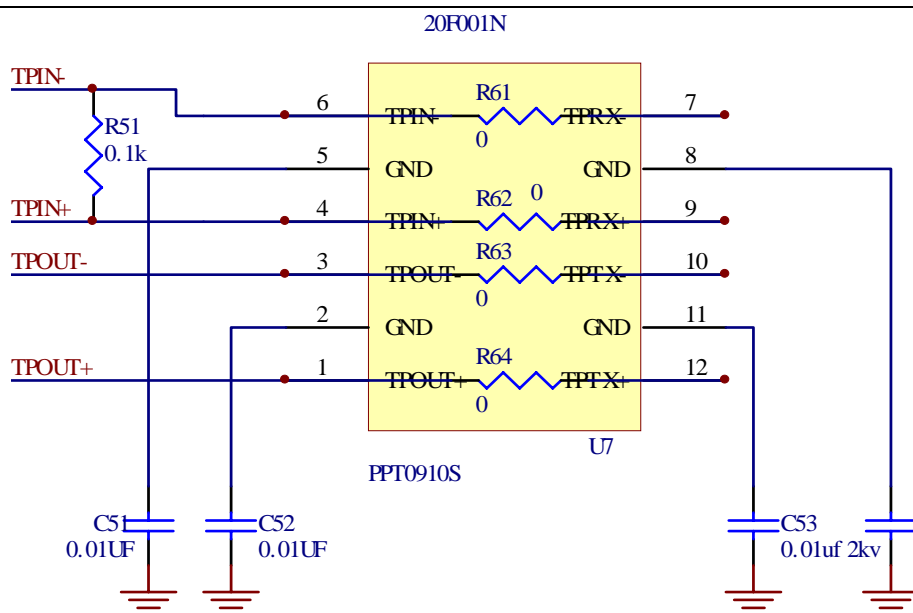 20F001N
TPIN-
R61
6
TPIN-
TPRX-
7
0
R51
0.1k
5
GND
GND
8
R62
0
TPIN+
4
TPIN+
TPRX+
9
R63
TPOUT-
3
TPOUT-
TPTX-
10
0
2
GND
GND
11
R64
TPOUT+
1
TPOUT+
TPTX+
12
0
U7
PPT0910S
C51
0.01UF
C52
0.01UF
C53
0.01uf 2kv